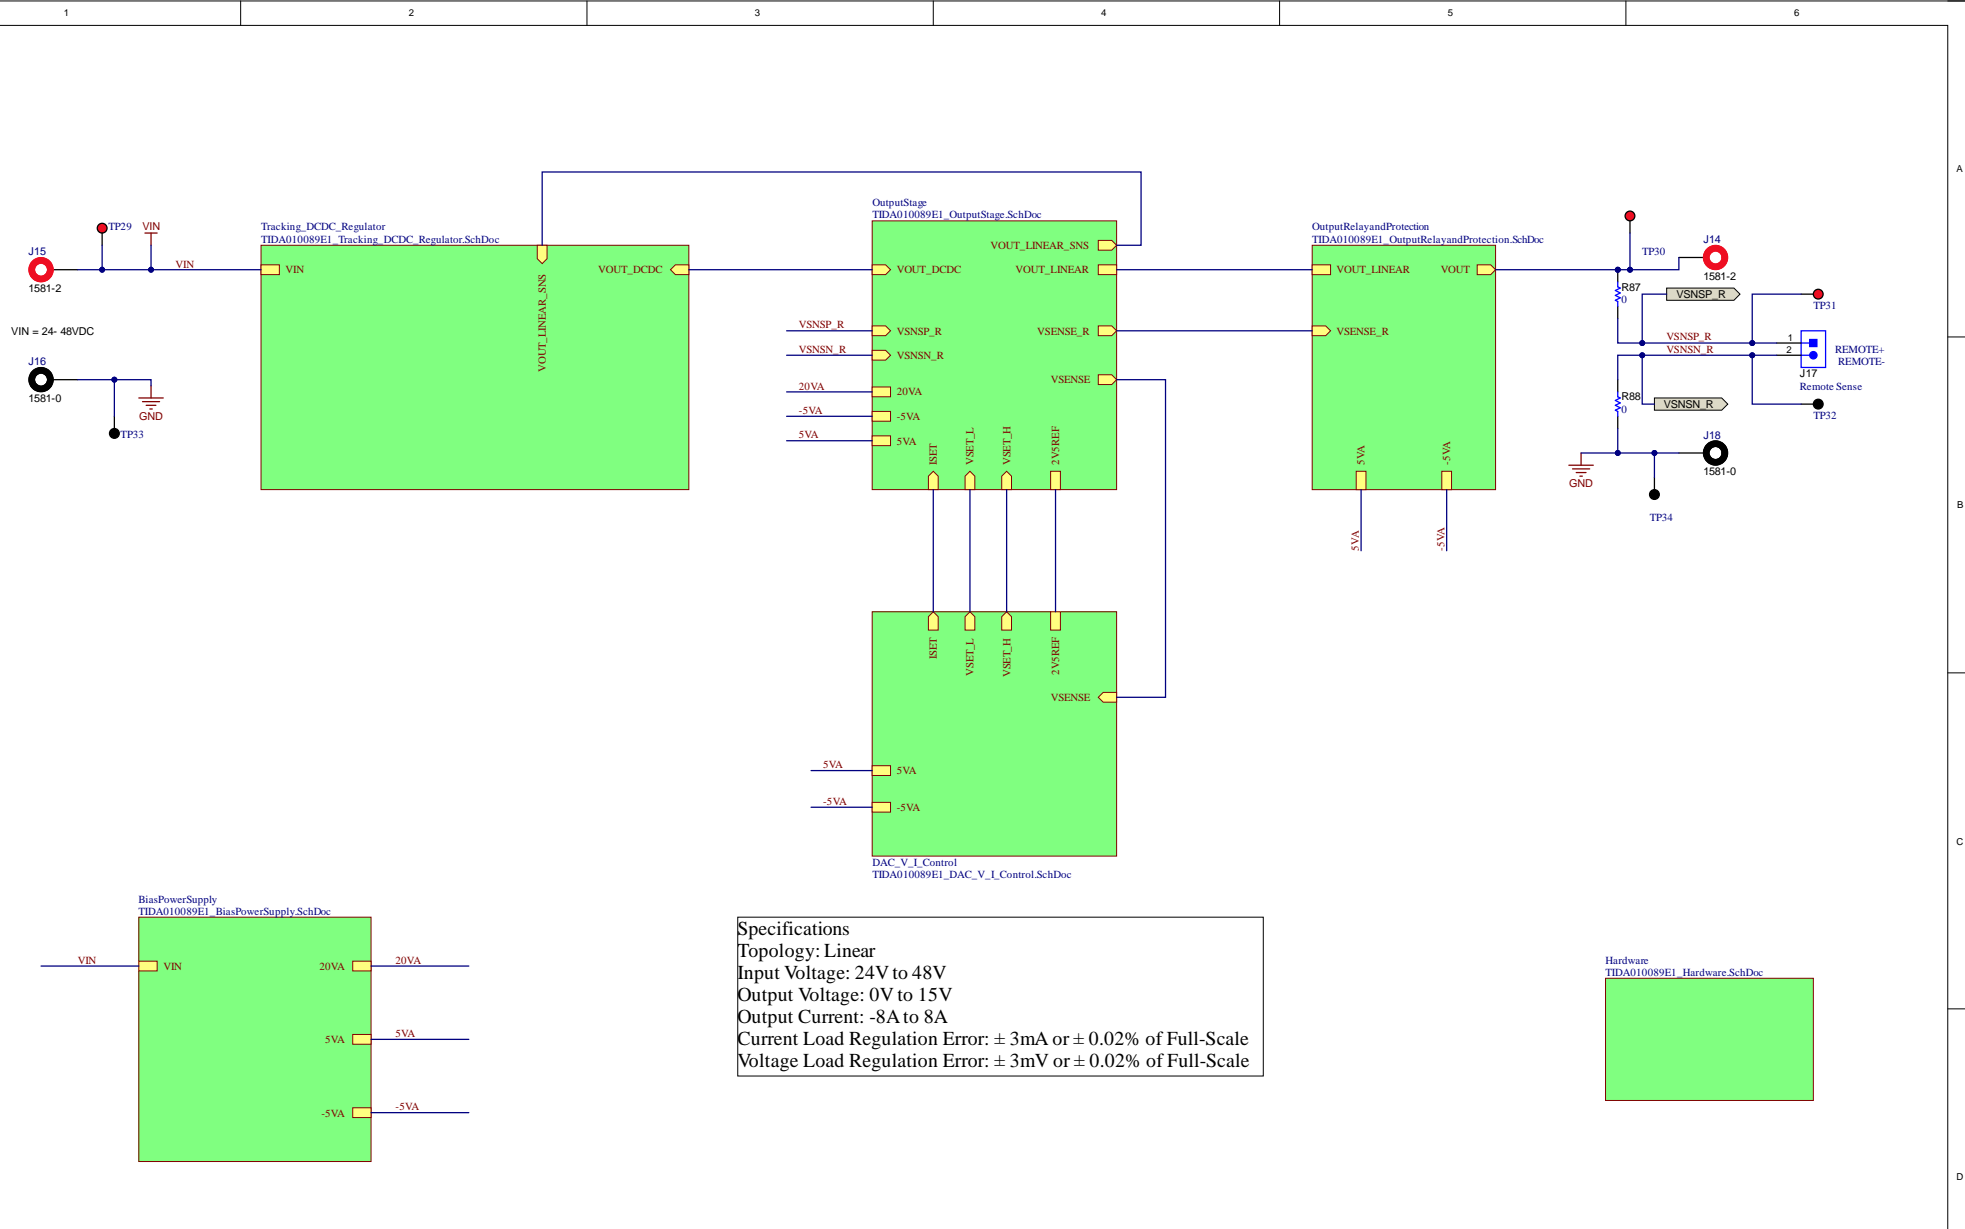 1 2 3 4 5 6
A
OutputStage
TIDA010089E1_OutputStage.SchDoc
Tracking_DCDC_Regulator
TIDA010089E1_Tracking_DCDC_Regulator.SchDoc
OutputRelayandProtection
TIDA010089E1_OutputRelayandProtection.SchDoc
TP29
VIN
J15
1581-2
VIN
VIN
VOUT_LINEAR_SNS
VOUT_DCDC
VOUT_LINEAR_SNS
VOUT_DCDC
VOUT_LINEAR
VOUT_LINEAR
VOUT
TP30
J14
1581-2
R87
0
VSNSP_R
TP31
VIN = 24- 48VDC
VSNSP_R
VSNSP_R
VSENSE_R
VSENSE_R
VSNSP_R
1
VSNSN_R
VSNSN_R
VSNSN_R
2
REMOTE+
REMOTE-
J17
Remote Sense
J16
1581-0
GND
TP33
VSENSE
20VA
20VA
-5VA
-5VA
5VA
5VA
R88
0
VSNSN_R
TP32
J18
1581-0
GND
TP34
ISET
VSET_L
VSET_H
2V5REF
5VA
-5VA
5VA
-5VA
B
ISET
VSET_L
VSET_H
2V5REF
VSENSE
5VA
5VA
-5VA
-5VA
DAC_V_I_Control
TIDA010089E1_DAC_V_I_Control.SchDoc
C
BiasPowerSupply
TIDA010089E1_BiasPowerSupply.SchDoc
VIN
VIN
20VA
20VA
5VA
5VA
-5VA
-5VA
Specifications
Topology: Linear
Input Voltage: 24V to 48V
Output Voltage: 0V to 15V
Output Current: -8A to 8A
Current Load Regulation Error: ± 3mA or ± 0.02% of Full-Scale
Voltage Load Regulation Error: ± 3mV or ± 0.02% of Full-Scale
Hardware
TIDA010089E1_Hardware.SchDoc
D